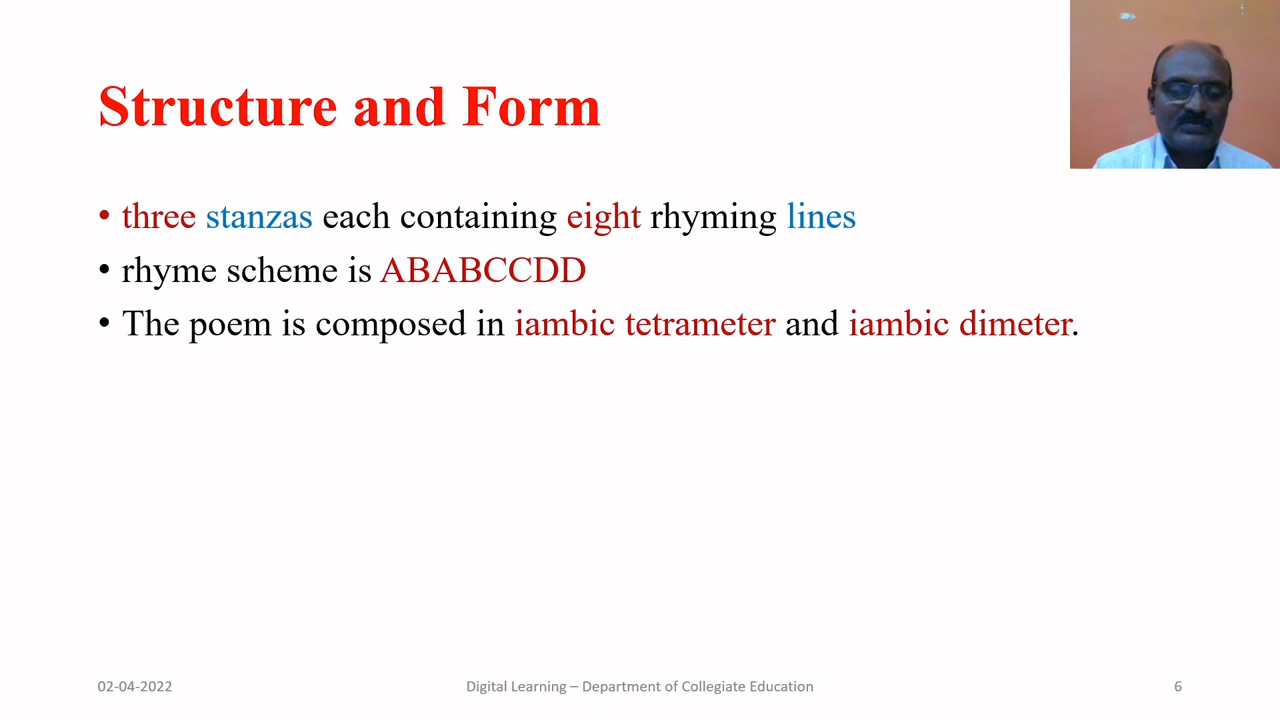 Structure and Form
• three stanzas each containing eight rhyming lines
• rhyme scheme is ABABCCDD
• The poem is composed in iambic tetrameter and iambic dimeter.
02-04-2022
Digital Learning – Department of Collegiate Education
6